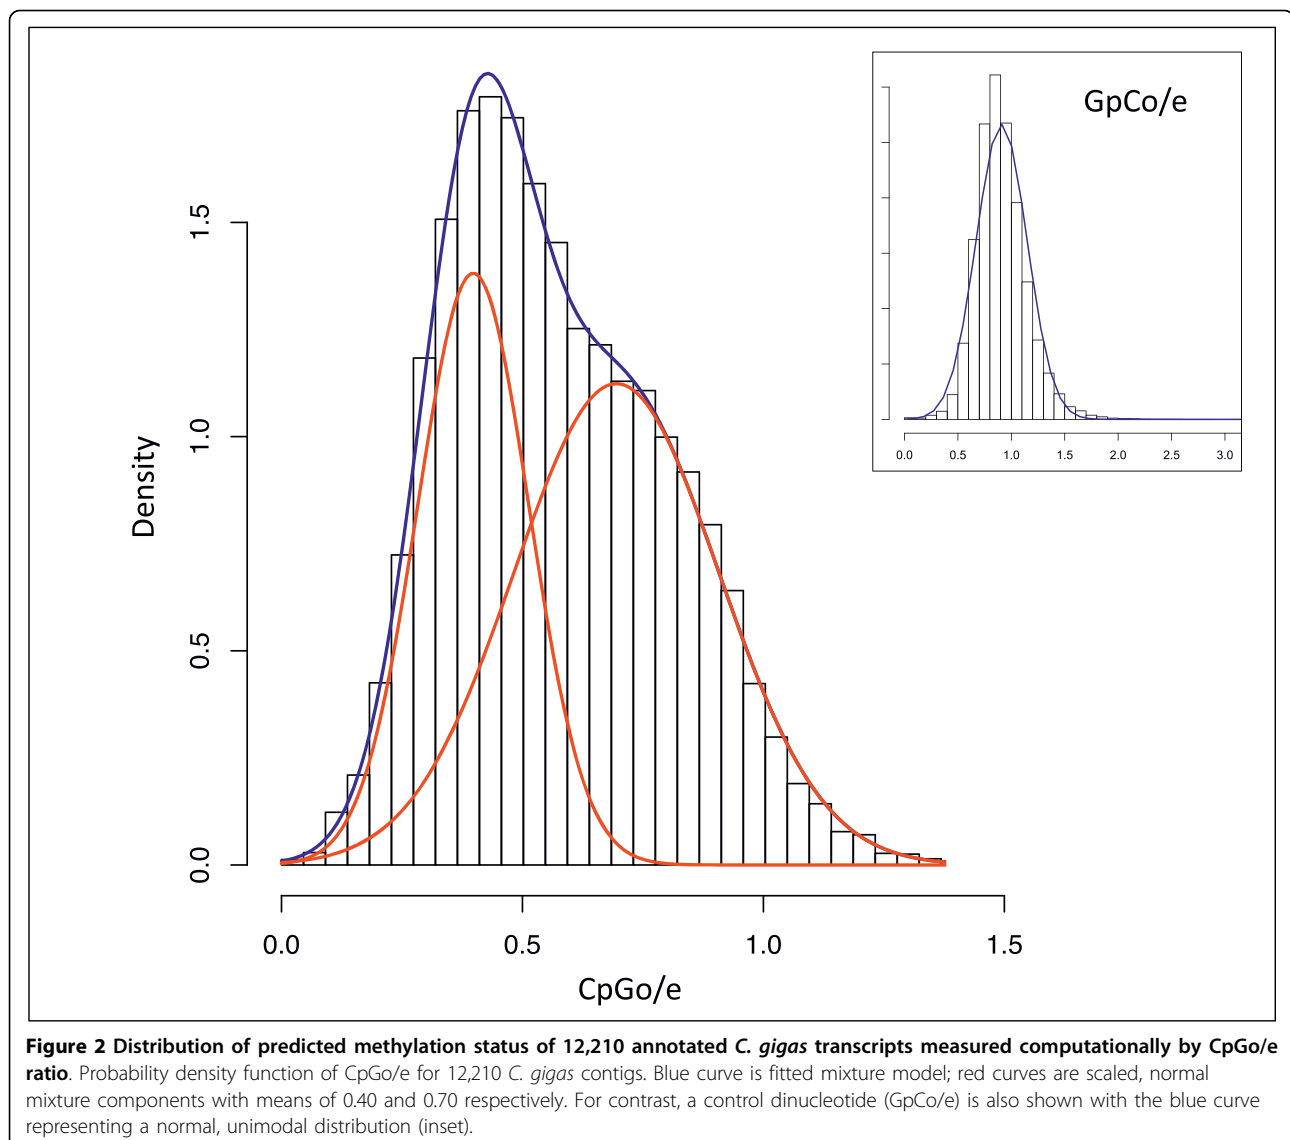 GpCo/e
0.0 0.5 1.0 1.5 2.0 2.5 3.0
1.5
1.0
0.5
0.0
Density
0.0 0.5 1.0 1.5
CpGo/e
Figure 2 Distribution of predicted methylation status of 12,210 annotated C. gigas transcripts measured computationally by CpGo/e
ratio. Probability density function of CpGo/e for 12,210 C. gigas contigs. Blue curve is fitted mixture model; red curves are scaled, normal
mixture components with means of 0.40 and 0.70 respectively. For contrast, a control dinucleotide (GpCo/e) is also shown with the blue curve
representing a normal, unimodal distribution (inset).